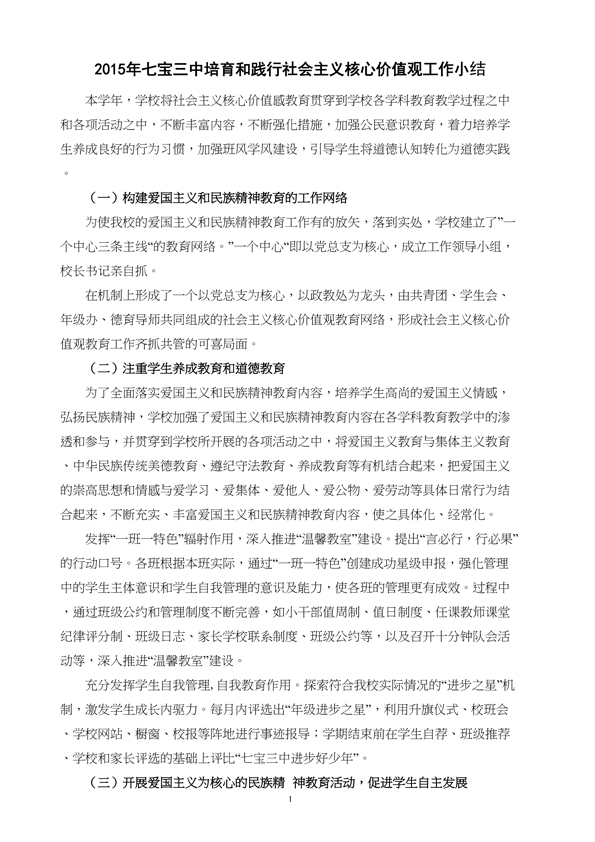 2015年七宝三中培育和践行社会主义核心价值观工作小结
本学年，学校将社会主义核心价值感教育贯穿到学校各学科教育教学过程之中
和各项活动之中，不断丰富内容，不断强化措施，加强公民意识教育，着力培养学
生养成良好的行为习惯，加强班风学风建设，引导学生将道德认知转化为道德实践
。
（一）构建爱国主义和民族精神教育的工作网络
为使我校的爱国主义和民族精神教育工作有的放矢，落到实处，学校建立了”一
个中心三条主线“的教育网络。”一个中心“即以党总支为核心，成立工作领导小组，
校长书记亲自抓。
在机制上形成了一个以党总支为核心，以政教处为龙头，由共青团、学生会、
年级办、德育导师共同组成的社会主义核心价值观教育网络，形成社会主义核心价
值观教育工作齐抓共管的可喜局面。
（二）注重学生养成教育和道德教育
为了全面落实爱国主义和民族精神教育内容，培养学生高尚的爱国主义情感，
弘扬民族精神，学校加强了爱国主义和民族精神教育内容在各学科教育教学中的渗
透和参与，并贯穿到学校所开展的各项活动之中，将爱国主义教育与集体主义教育
、中华民族传统美德教育、遵纪守法教育、养成教育等有机结合起来，把爱国主义
的崇高思想和情感与爱学习、爱集体、爱他人、爱公物、爱劳动等具体日常行为结
合起来，不断充实、丰富爱国主义和民族精神教育内容，使之具体化、经常化。
发挥“一班一特色”辐射作用，深入推进“温馨教室”建设。提出“言必行，行必果”
的行动口号。各班根据本班实际，通过“一班一特色”创建成功星级申报，强化管理
中的学生主体意识和学生自我管理的意识及能力，使各班的管理更有成效。过程中
，通过班级公约和管理制度不断完善，如小干部值周制、值日制度、任课教师课堂
纪律评分制、班级日志、家长学校联系制度、班级公约等，以及召开十分钟队会活
动等，深入推进“温馨教室”建设。
充分发挥学生自我管理,自我教育作用。探索符合我校实际情况的“进步之星”机
制，激发学生成长内驱力。每月内评选出“年级进步之星”，利用升旗仪式、校班会
、学校网站、橱窗、校报等阵地进行事迹报导；学期结束前在学生自荐、班级推荐
、学校和家长评选的基础上评比“七宝三中进步好少年”。
（三）开展爱国主义为核心的民族精 神教育活动，促进学生自主发展
1